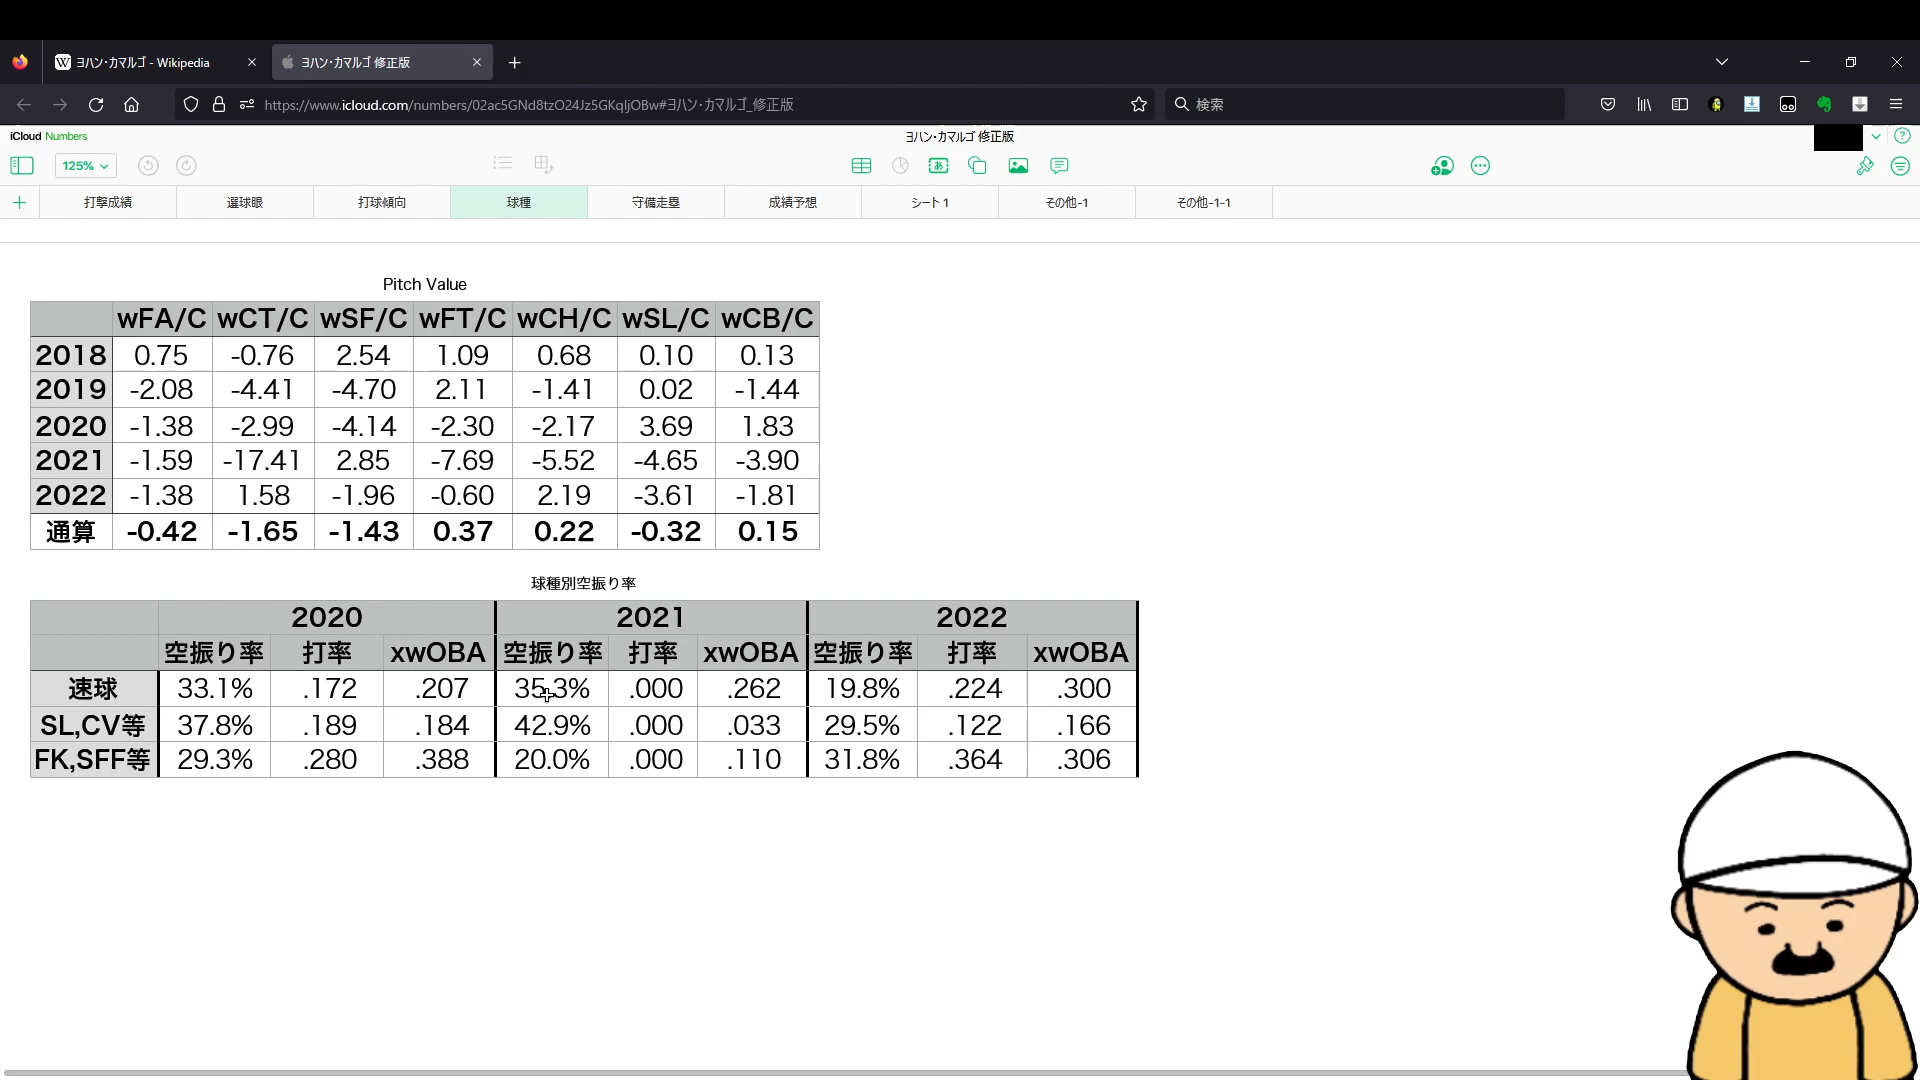 ヨハン・カマルゴ - Wikipedia
ヨハン・カマルゴ 修正版
https://www.icloud.com/numbers/02ac5GNd8tzO24Jz5GKqljOBw#ヨハン・カマルゴ_修正版
検索
iCloud Numbers
ヨハン・カマルゴ 修正版
125%
打撃成績 選球眼 打球傾向 球種 守備走塁 成績予想 シート 1 その他-1 その他-1-1
Pitch Value
wFA/C wCT/C wSF/C wFT/C wCH/C wSL/C wCB/C
2018 0.75 -0.76 2.54 1.09 0.68 0.10 0.13
2019 -2.08 -4.41 -4.70 2.11 -1.41 0.02 -1.44
2020 -1.38 -2.99 -4.14 -2.30 -2.17 3.69 1.83
2021 -1.59 -17.41 2.85 -7.69 -5.52 -4.65 -3.90
2022 -1.38 1.58 -1.96 -0.60 2.19 -3.61 -1.81
通算 -0.42 -1.65 -1.43 0.37 0.22 -0.32 0.15
球種別空振り率
2020 2021 2022
空振り率 打率 xwOBA 空振り率 打率 xwOBA 空振り率 打率 xwOBA
速球 33.1% .172 .207 35.3% .000 .262 19.8% .224 .300
SL,CV等 37.8% .189 .184 42.9% .000 .033 29.5% .122 .166
FK,SFF等 29.3% .280 .388 20.0% .000 .110 31.8% .364 .306